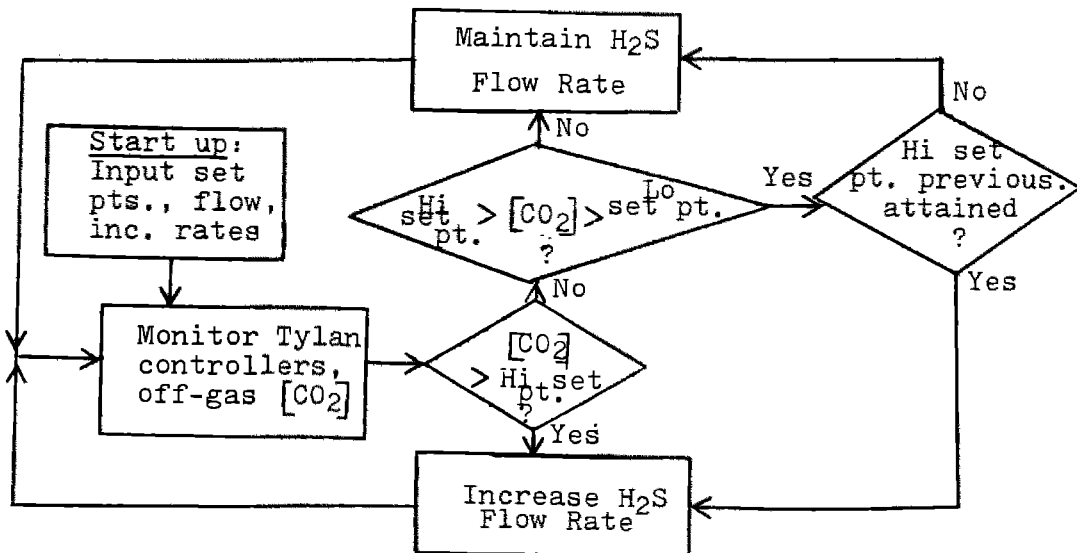 Maintain H2S
Flow Rate
No
No
Start up:
Input set
pts., flow,
inc. rates
Hi set pt. > [CO2] > Lo set pt.
?
Yes
Hi set
pt. previous.
attained
?
No
Yes
Monitor Tylan
controllers,
off-gas [CO2]
[CO2]
> Hi set
pt.
?
Yes
Increase H2S
Flow Rate